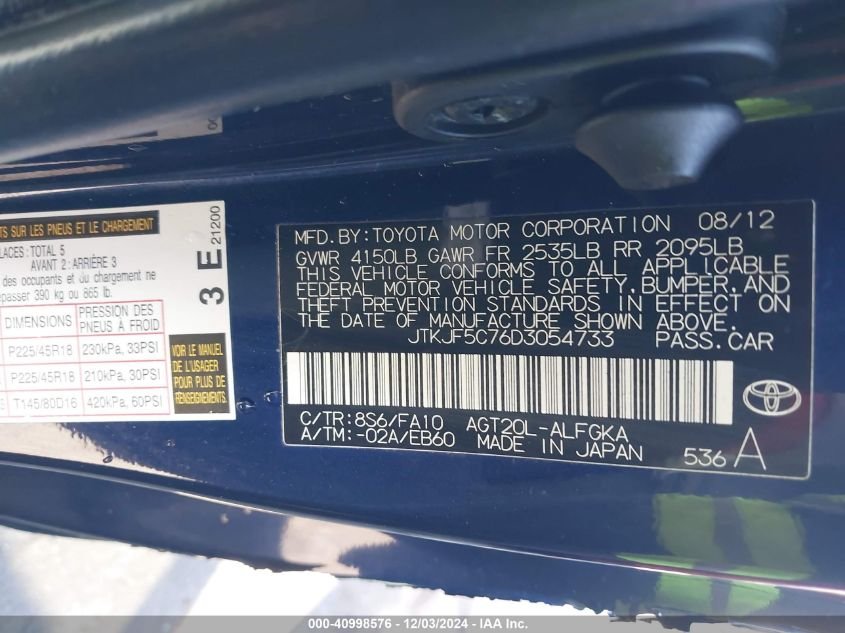 TS SUR LES PNEUS ET LE CHARGEMENT
LACES: TOTAL 5
AVANT 2: ARRIÈRE 3
des occupants et du chargement ne
épasser 390 kg ou 865 lb.
DIMENSIONS PRESSION DES PNEUS À FROID
P225/45R18 230kPa, 33PSI
P225/45R18 210kPa, 30PSI
T145/80D16 420kPa, 60PSI
3 E
21200
VOIR LE MANUEL
DE L'USAGER
POUR PLUS DE
RENSEIGNEMENTS
MFD.BY:TOYOTA MOTOR CORPORATION 08/12
GVWR 4150LB GAWR FR 2535LB RR 2095LB
THIS VEHICLE CONFORMS TO ALL APPLICABLE
FEDERAL MOTOR VEHICLE SAFETY,BUMPER,AND
THEFT PREVENTION STANDARDS IN EFFECT ON
THE DATE OF MANUFACTURE SHOWN ABOVE.
JTKJF5C76D3054733 PASS.CAR
C/TR:8S6/FA10 AGT20L-ALFGKA
A/TM:-02A/EB60 MADE IN JAPAN
536 A
000-40998576 - 12/03/2024 - IAA Inc.